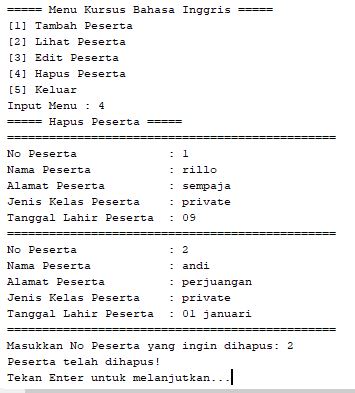 ===== Menu Kursus Bahasa Inggris =====
[1] Tambah Peserta
[2] Lihat Peserta
[3] Edit Peserta
[4] Hapus Peserta
[5] Keluar
Input Menu : 4
===== Hapus Peserta =====
===============================================
No Peserta            : 1
Nama Peserta          : rillo
Alamat Peserta        : sempaja
Jenis Kelas Peserta   : private
Tanggal Lahir Peserta : 09
===============================================
No Peserta            : 2
Nama Peserta          : andi
Alamat Peserta        : perjuangan
Jenis Kelas Peserta   : private
Tanggal Lahir Peserta : 01 januari
===============================================
Masukkan No Peserta yang ingin dihapus: 2
Peserta telah dihapus!
Tekan Enter untuk melanjutkan...